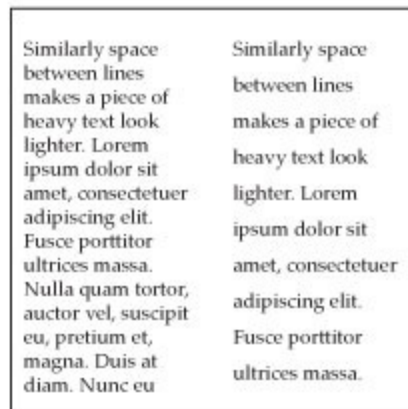 Similarly space
between lines
makes a piece of
heavy text look
lighter. Lorem
ipsum dolor sit
amet, consectetuer
adipiscing elit.
Fusce porttitor
ultrices massa.
Nulla quam tortor,
auctor vel, suscipit
eu, pretium et,
magna. Duis at
diam. Nunc eu
Similarly space
between lines
makes a piece of
heavy text look
lighter. Lorem
ipsum dolor sit
amet, consectetuer
adipiscing elit.
Fusce porttitor
ultrices massa.